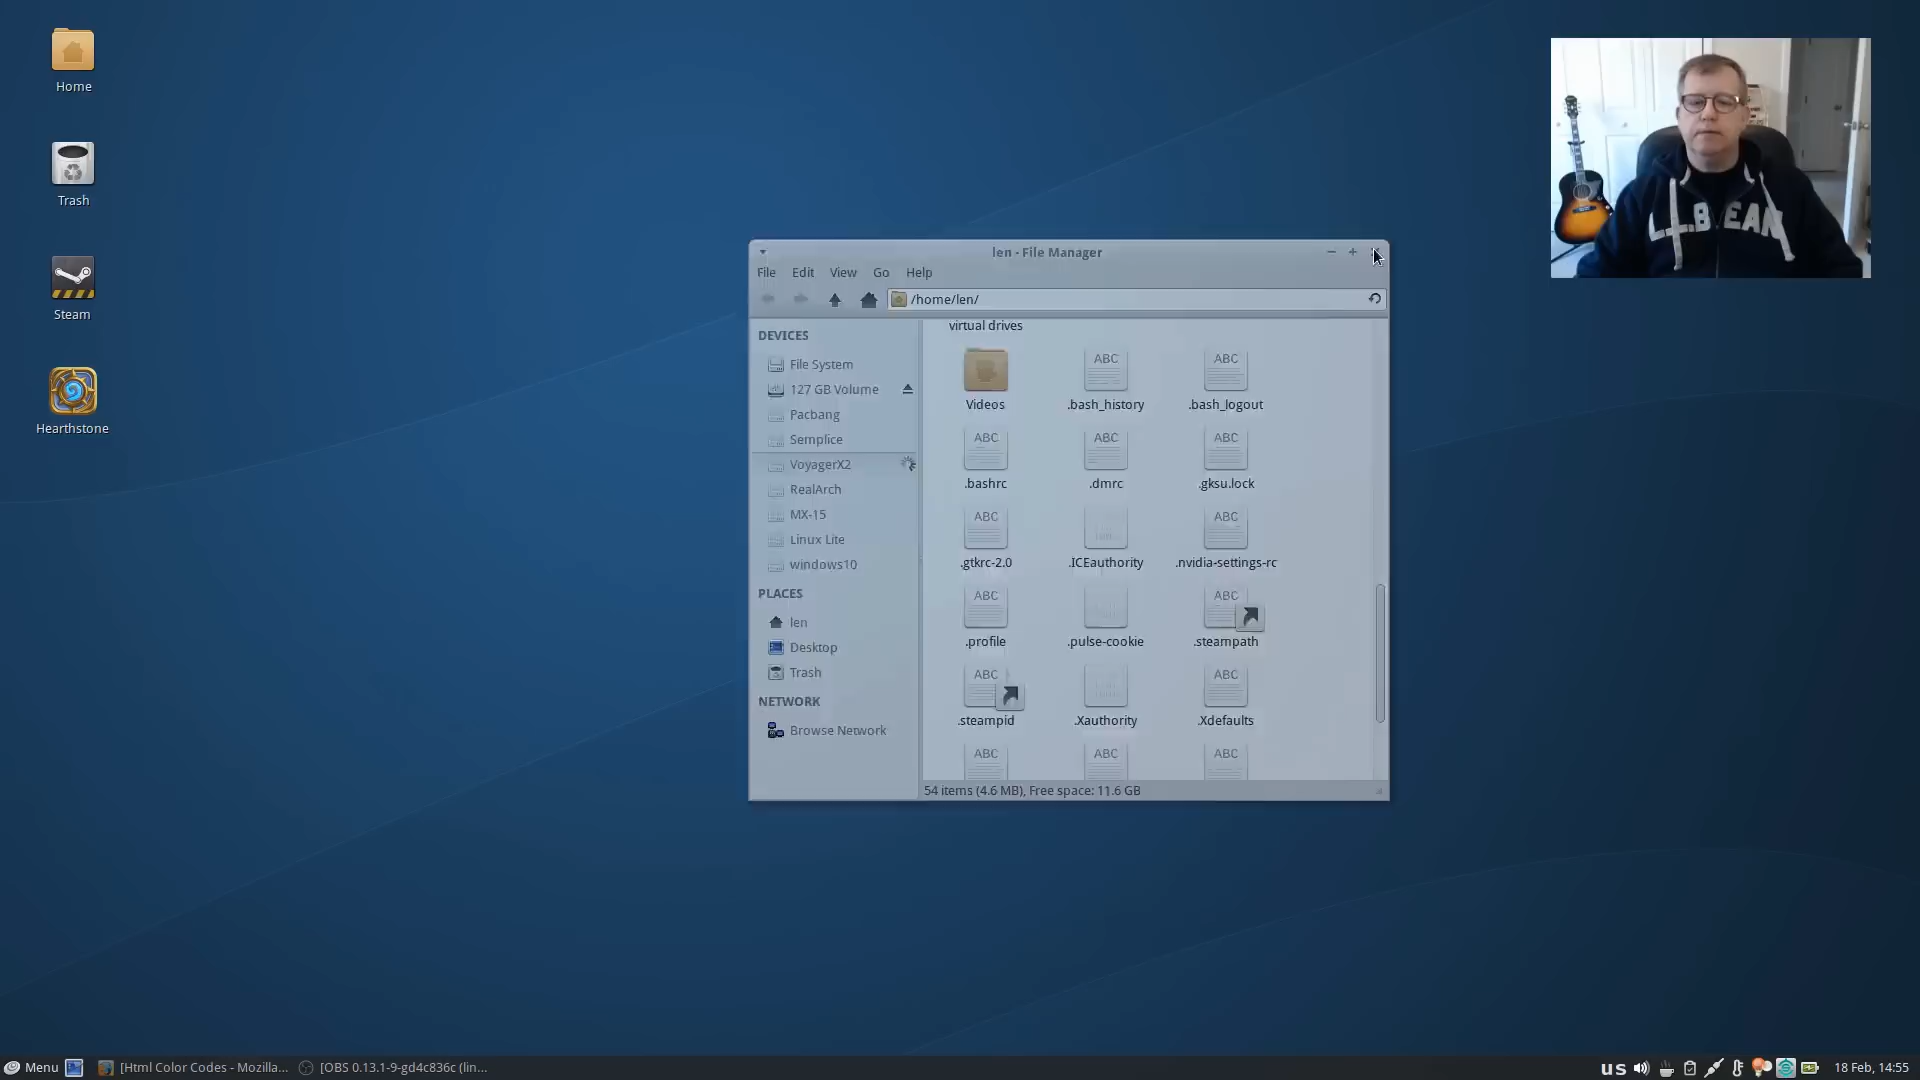 Home
Trash
Steam
Hearthstone
L.L.BEAN
len - File Manager
File Edit View Go Help
/home/len/
DEVICES
File System
127 GB Volume
Pacbang
Semplice
VoyagerX2
RealArch
MX-15
Linux Lite
windows10
PLACES
len
Desktop
Trash
NETWORK
Browse Network
virtual drives
ABC ABC
Videos .bash_history .bash_logout
ABC ABC ABC
.bashrc .dmrc .gksu.lock
ABC ABC
.gtkrc-2.0 .ICEauthority .nvidia-settings-rc
ABC ABC
.profile .pulse-cookie .steampath
ABC ABC
.steampid .Xauthority .Xdefaults
ABC ABC ABC
54 items (4.6 MB), Free space: 11.6 GB
Menu [Html Color Codes - Mozilla... [OBS 0.13.1-9-gd4c836c (lin... us 18 Feb, 14:55